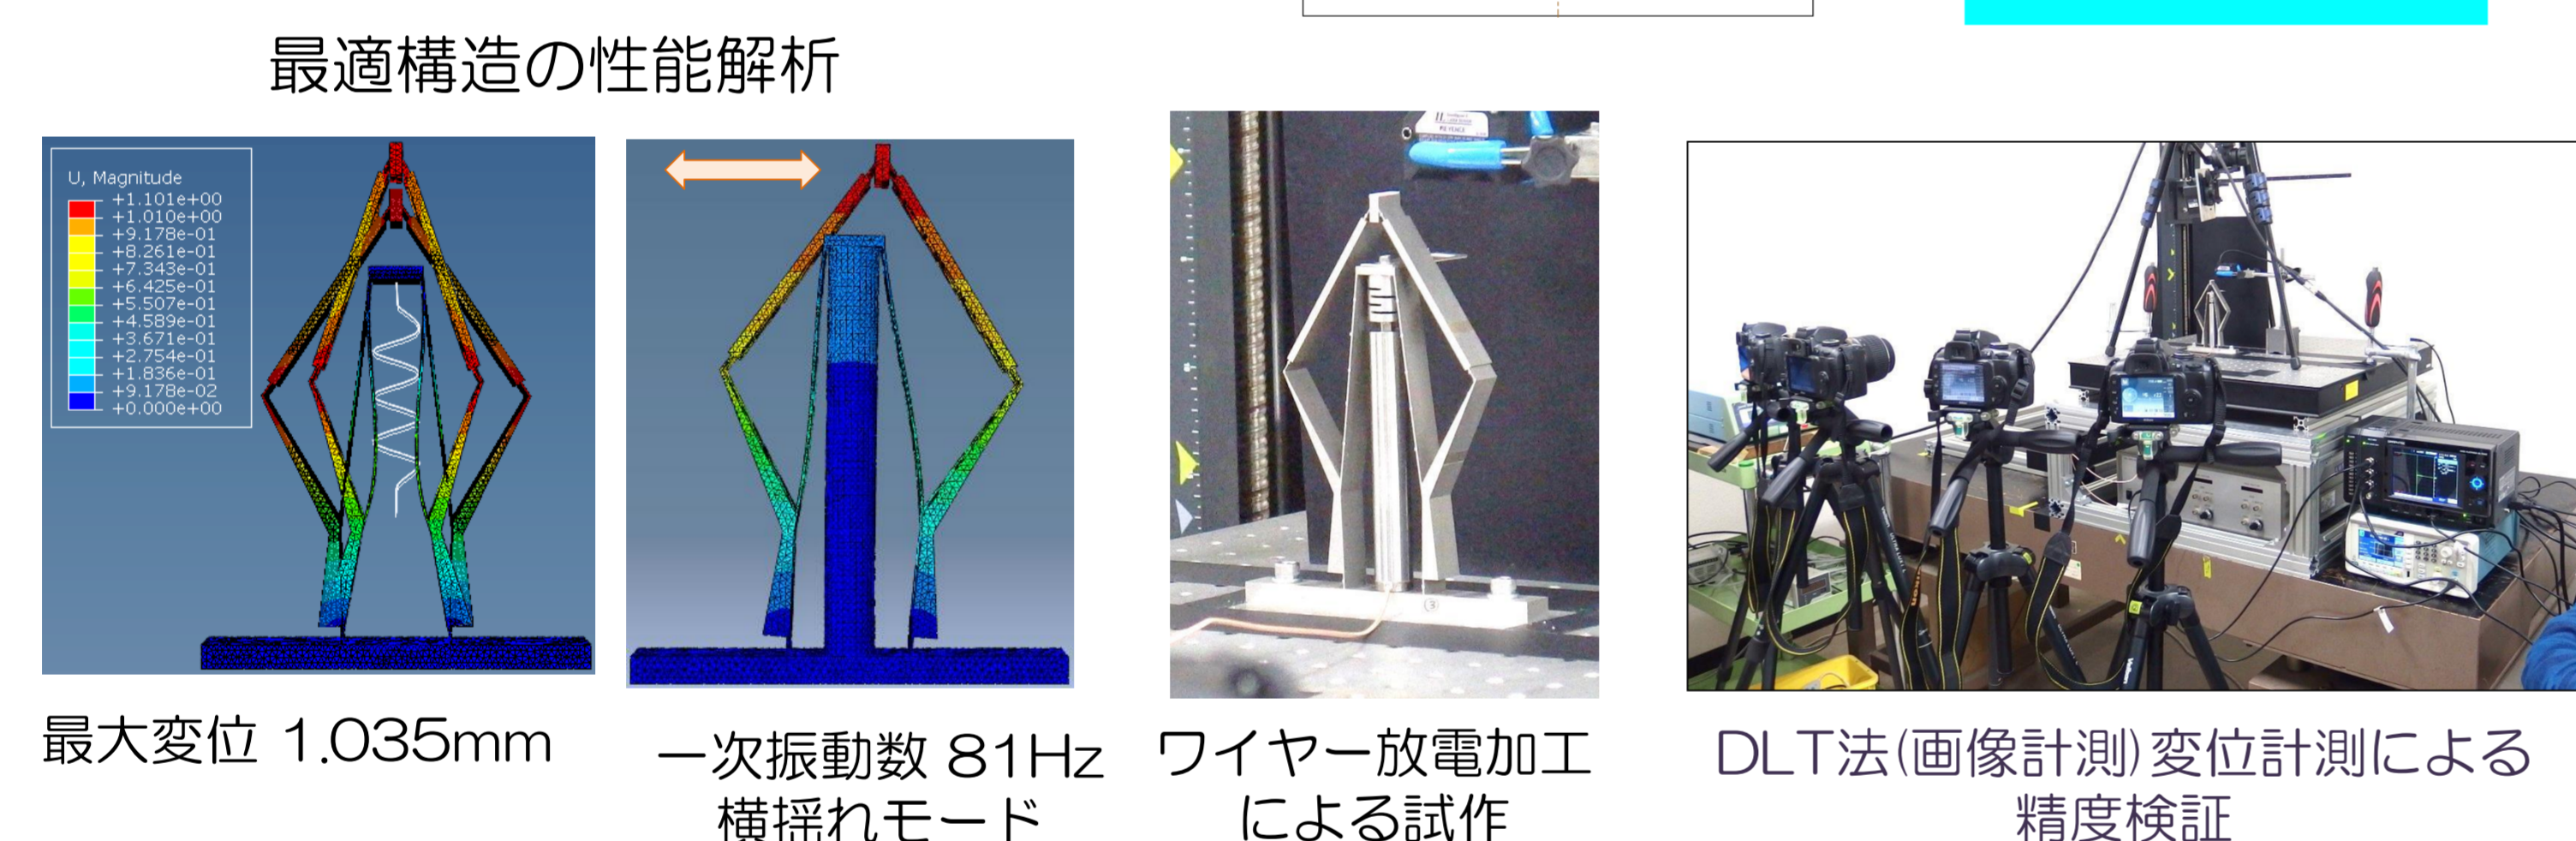 最適構造の性能解析
U, Magnitude
+1.101e+00
+1.010e+00
+9.178e-01
+8.261e-01
+7.343e-01
+6.425e-01
+5.507e-01
+4.589e-01
+3.671e-01
+2.754e-01
+1.836e-01
+9.178e-02
+0.000e+00
KEYENCE
③
最大変位 1.035mm
一次振動数 81Hz
横揺れモード
ワイヤー放電加工
による試作
DLT法(画像計測)変位計測による
精度検証